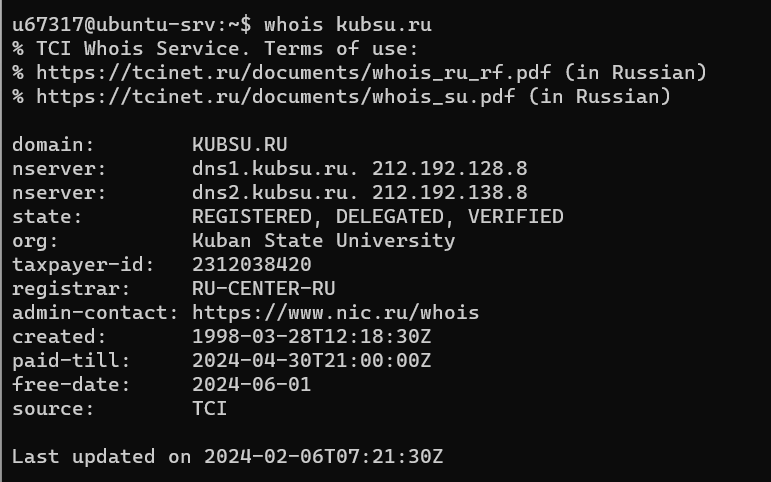 u67317@ubuntu-srv:~$ whois kubsu.ru
% TCI Whois Service. Terms of use:
% https://tcinet.ru/documents/whois_ru_rf.pdf (in Russian)
% https://tcinet.ru/documents/whois_su.pdf (in Russian)

domain:        KUBSU.RU
nserver:       dns1.kubsu.ru. 212.192.128.8
nserver:       dns2.kubsu.ru. 212.192.138.8
state:         REGISTERED, DELEGATED, VERIFIED
org:           Kuban State University
taxpayer-id:   2312038420
registrar:     RU-CENTER-RU
admin-contact: https://www.nic.ru/whois
created:       1998-03-28T12:18:30Z
paid-till:     2024-04-30T21:00:00Z
free-date:     2024-06-01
source:        TCI

Last updated on 2024-02-06T07:21:30Z